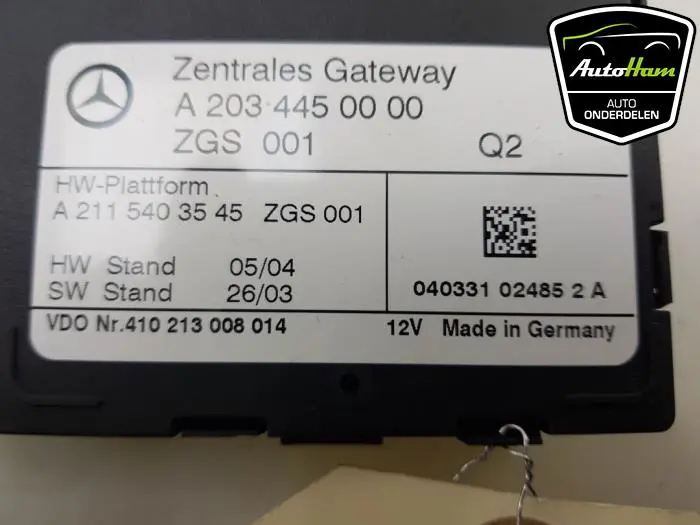 Zentrales Gateway
A 203 445 00 00
ZGS 001 Q2
HW-Plattform
A 211 540 35 45 ZGS 001
HW Stand 05/04
SW Stand 26/03
040331 02485 2 A
VDO Nr.410 213 008 014 12V Made in Germany
AutoHam
AUTO
ONDERDELEN